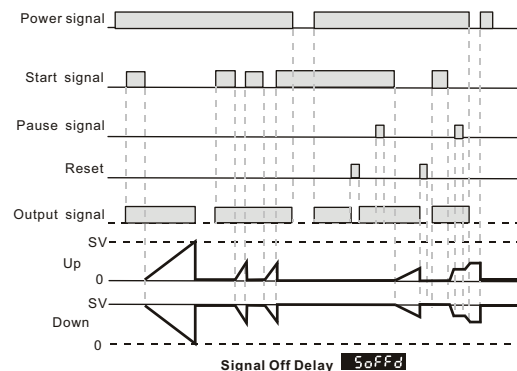 Power signal
Start signal
Pause signal
Reset
Output signal
SV
Up
0
SV
Down
0
Signal Off Delay SoFFd